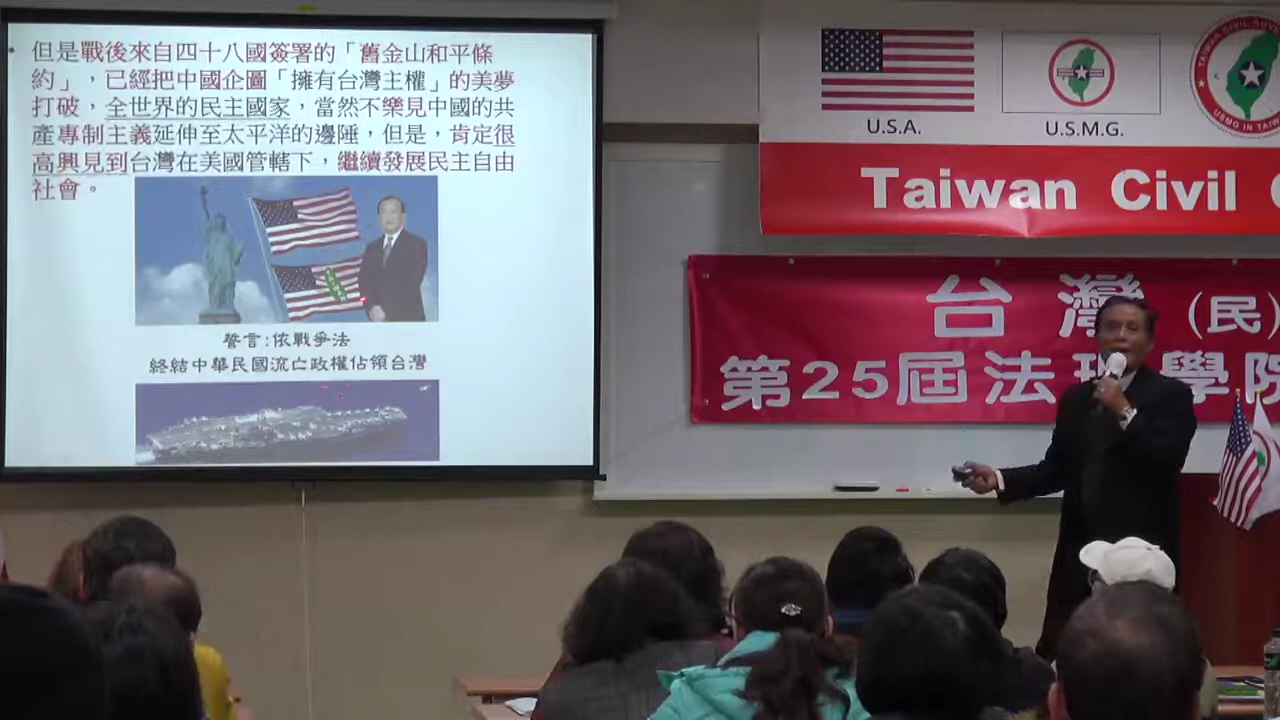 但是戰後來自四十八國簽署的「舊金山和平條
約」，已經把中國企圖「擁有台灣主權」的美夢
打破，全世界的民主國家，當然不樂見中國的共
產專制主義延伸至太平洋的邊陲，但是，肯定很
高興見到台灣在美國管轄下，繼續發展民主自由
社會。
誓言:依戰爭法
終結中華民國流亡政權佔領台灣
U.S.A.
U.S.M.G.
TAIWAN CIVIL GOV
USMG IN TAIW
Taiwan Civil
台灣（民）
第25屆法理學院